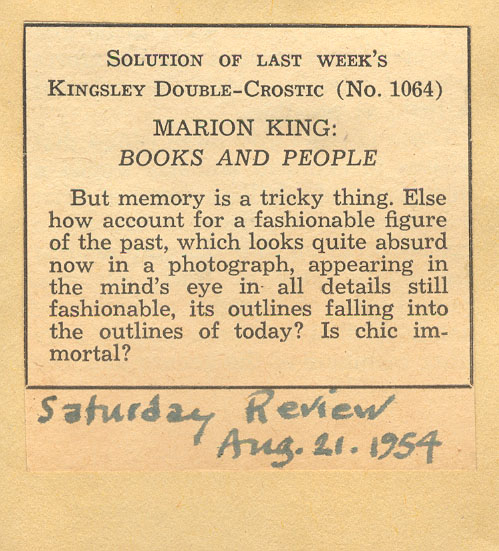 Solution of last week's
Kingsley Double-Crostic (No. 1064)
MARION KING:
BOOKS AND PEOPLE
But memory is a tricky thing. Else
how account for a fashionable figure
of the past, which looks quite absurd
now in a photograph, appearing in
the mind's eye in all details still
fashionable, its outlines falling into
the outlines of today? Is chic im-
mortal?
Saturday Review
Aug. 21. 1954